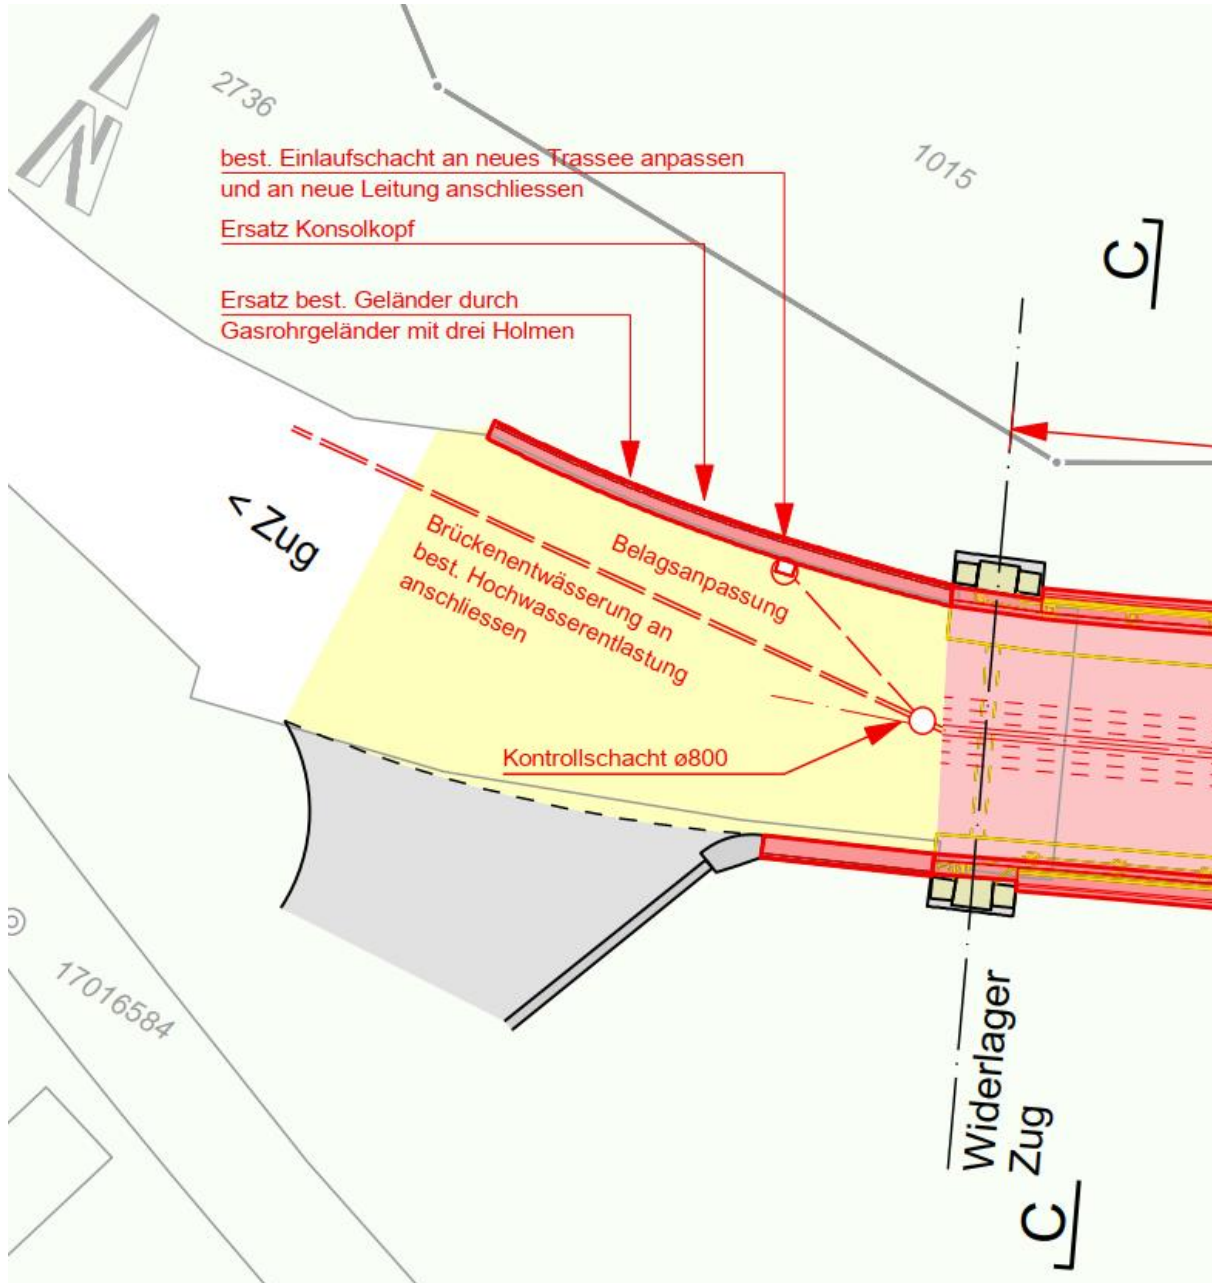 N
2736
1015
best. Einlaufschacht an neues Trassee anpassen
und an neue Leitung anschliessen
Ersatz Konsolkopf
Ersatz best. Geländer durch
Gasrohrgeländer mit drei Holmen
C
< Zug
Brückenentwässerung an
best. Hochwasserentlastung
anschliessen
Belagsanpassung
Kontrollschacht ø800
17016584
Widerlager
Zug
C